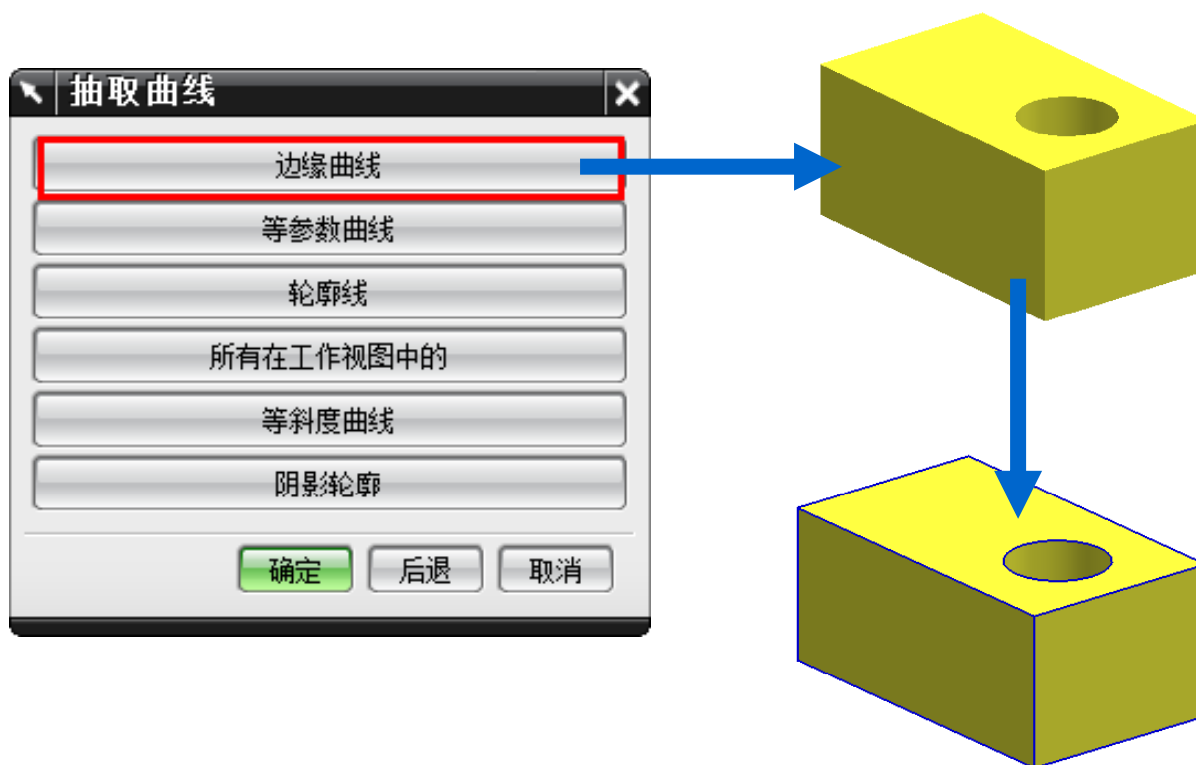 抽取曲线
边缘曲线
等参数曲线
轮廓线
所有在工作视图中的
等斜度曲线
阴影轮廓
确定 后退 取消